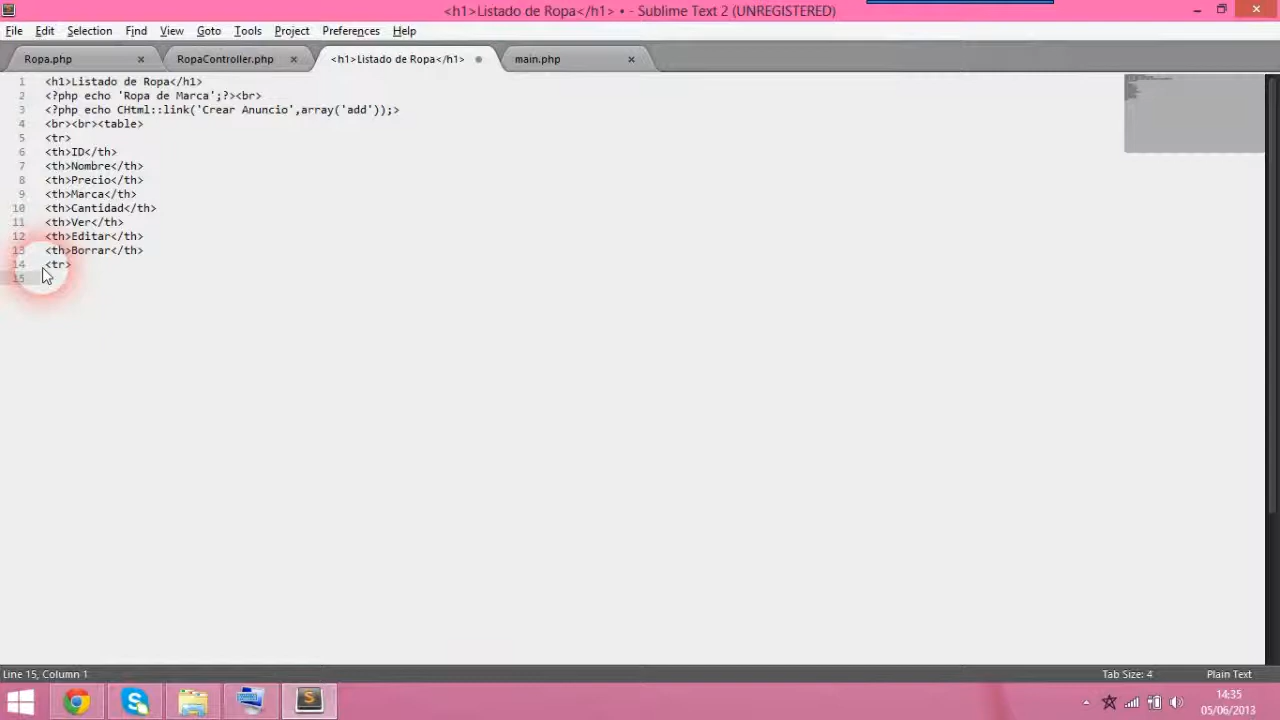 <h1>Listado de Ropa</h1> • - Sublime Text 2 (UNREGISTERED)
File Edit Selection Find View Goto Tools Project Preferences Help
Ropa.php × RopaController.php × <h1>Listado de Ropa</h1> main.php ×
1 <h1>Listado de Ropa</h1>
2 <?php echo 'Ropa de Marca';?><br>
3 <?php echo CHtml::link('Crear Anuncio',array('add'));>
4 <br><br><table>
5 <tr>
6 <th>ID</th>
7 <th>Nombre</th>
8 <th>Precio</th>
9 <th>Marca</th>
10 <th>Cantidad</th>
11 <th>Ver</th>
12 <th>Editar</th>
13 <th>Borrar</th>
14 <tr>
15
Line 15, Column 1 Tab Size: 4 Plain Text
14:35
05/06/2013